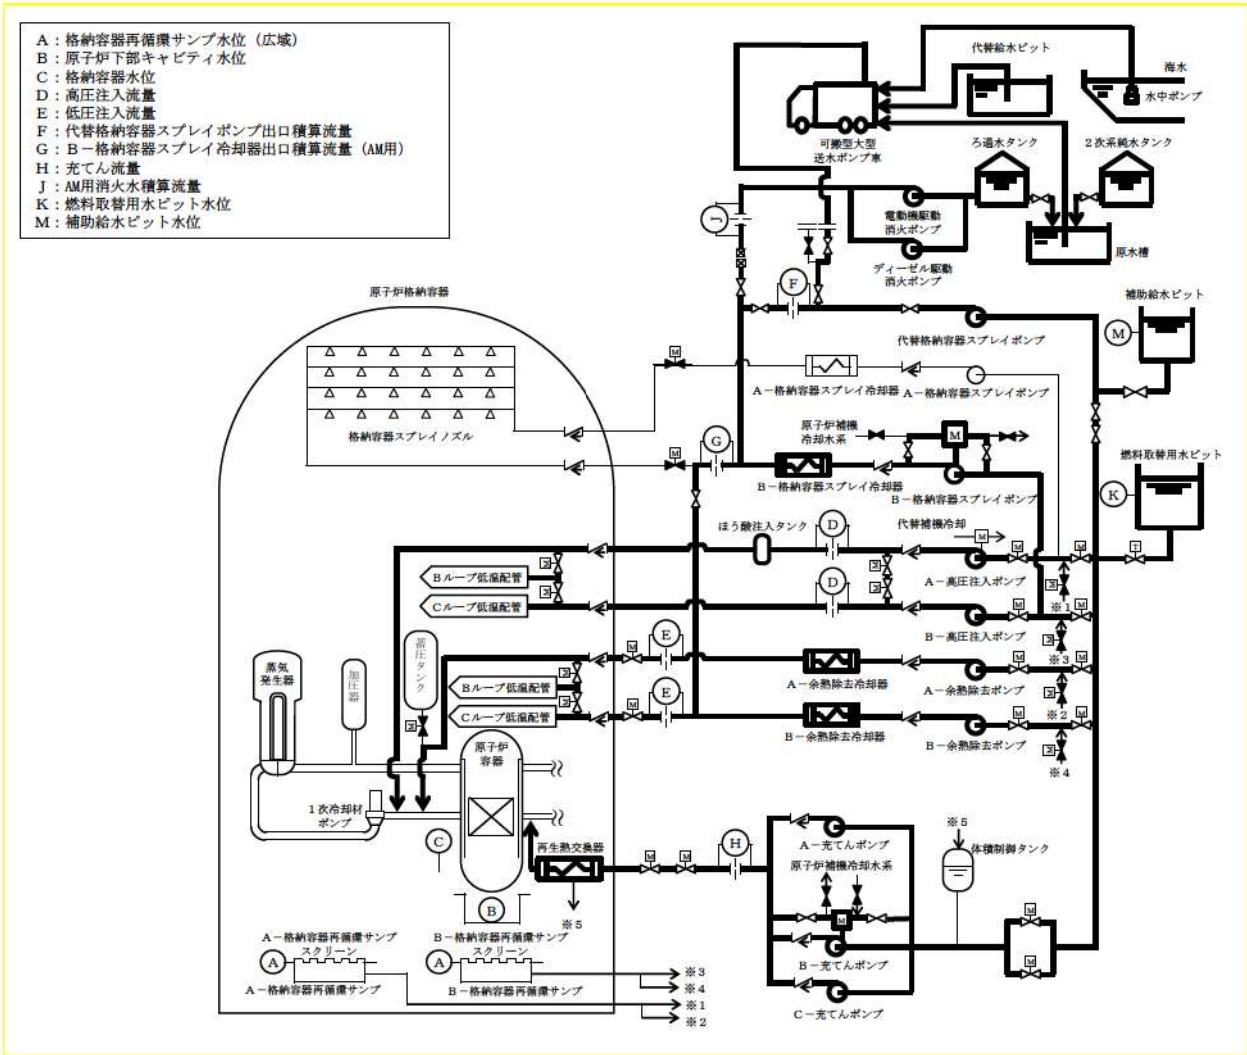 A：格納容器再循環サンプ水位（広域）
B：原子炉下部キャビティ水位
C：格納容器水位
D：高圧注入流量
E：低圧注入流量
F：代替格納容器スプレイポンプ出口積算流量
G：B－格納容器スプレイ冷却器出口積算流量（AM用）
H：充てん流量
J：AM用消火水積算流量
K：燃料取替用水ピット水位
M：補助給水ピット水位
代替給水ピット
海水
水中ポンプ
可搬型大型
送水ポンプ車
ろ過水タンク
2次系純水タンク
J
電動機駆動
消火ポンプ
原水槽
ディーゼル駆動
消火ポンプ
原子炉格納容器
F
補助給水ピット
M
代替格納容器スプレイポンプ
M
A－格納容器スプレイ冷却器
A－格納容器スプレイポンプ
格納容器スプレイノズル
原子炉補機
冷却水系
M
G
M
燃料取替用水ピット
K
B－格納容器スプレイ冷却器
B－格納容器スプレイポンプ
ほう酸注入タンク
D
代替補機冷却
M
M
M
T
A－高圧注入ポンプ
M
M
Bループ低温配管
D
M
M
M
※1
Cループ低温配管
M
M
B－高圧注入ポンプ
M
※3
蓄圧タンク
E
M
M
M
蒸気
発生器
加圧器
M
A－余熱除去冷却器
A－余熱除去ポンプ
M
Bループ低温配管
M
E
M
M
M
※2
Cループ低温配管
M
B－余熱除去冷却器
B－余熱除去ポンプ
M
※4
原子炉
容器
1次冷却材
ポンプ
C
再生熱交換器
※5
M
M
H
A－充てんポンプ
原子炉補機冷却水系
※5
体積制御タンク
B
M
B－充てんポンプ
M
M
C－充てんポンプ
A－格納容器再循環サンプ
スクリーン
A
A－格納容器再循環サンプ
B－格納容器再循環サンプ
スクリーン
A
B－格納容器再循環サンプ
※3
※4
※1
※2